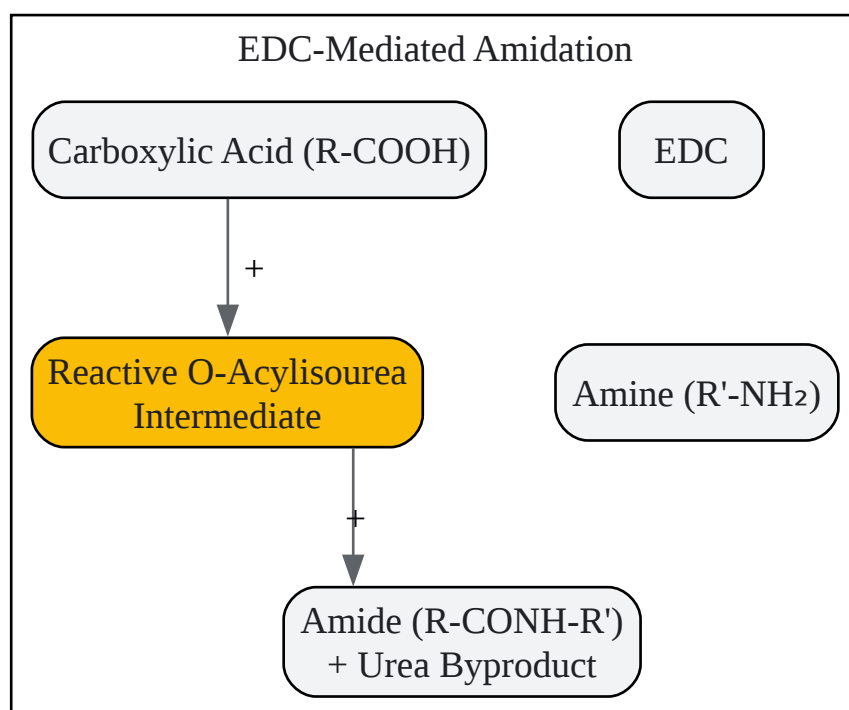 EDC-Mediated Amidation
Carboxylic Acid (R-COOH)
EDC
+
Reactive O-Acylisourea
Intermediate
Amine (R'-NH₂)
+
Amide (R-CONH-R')
+ Urea Byproduct